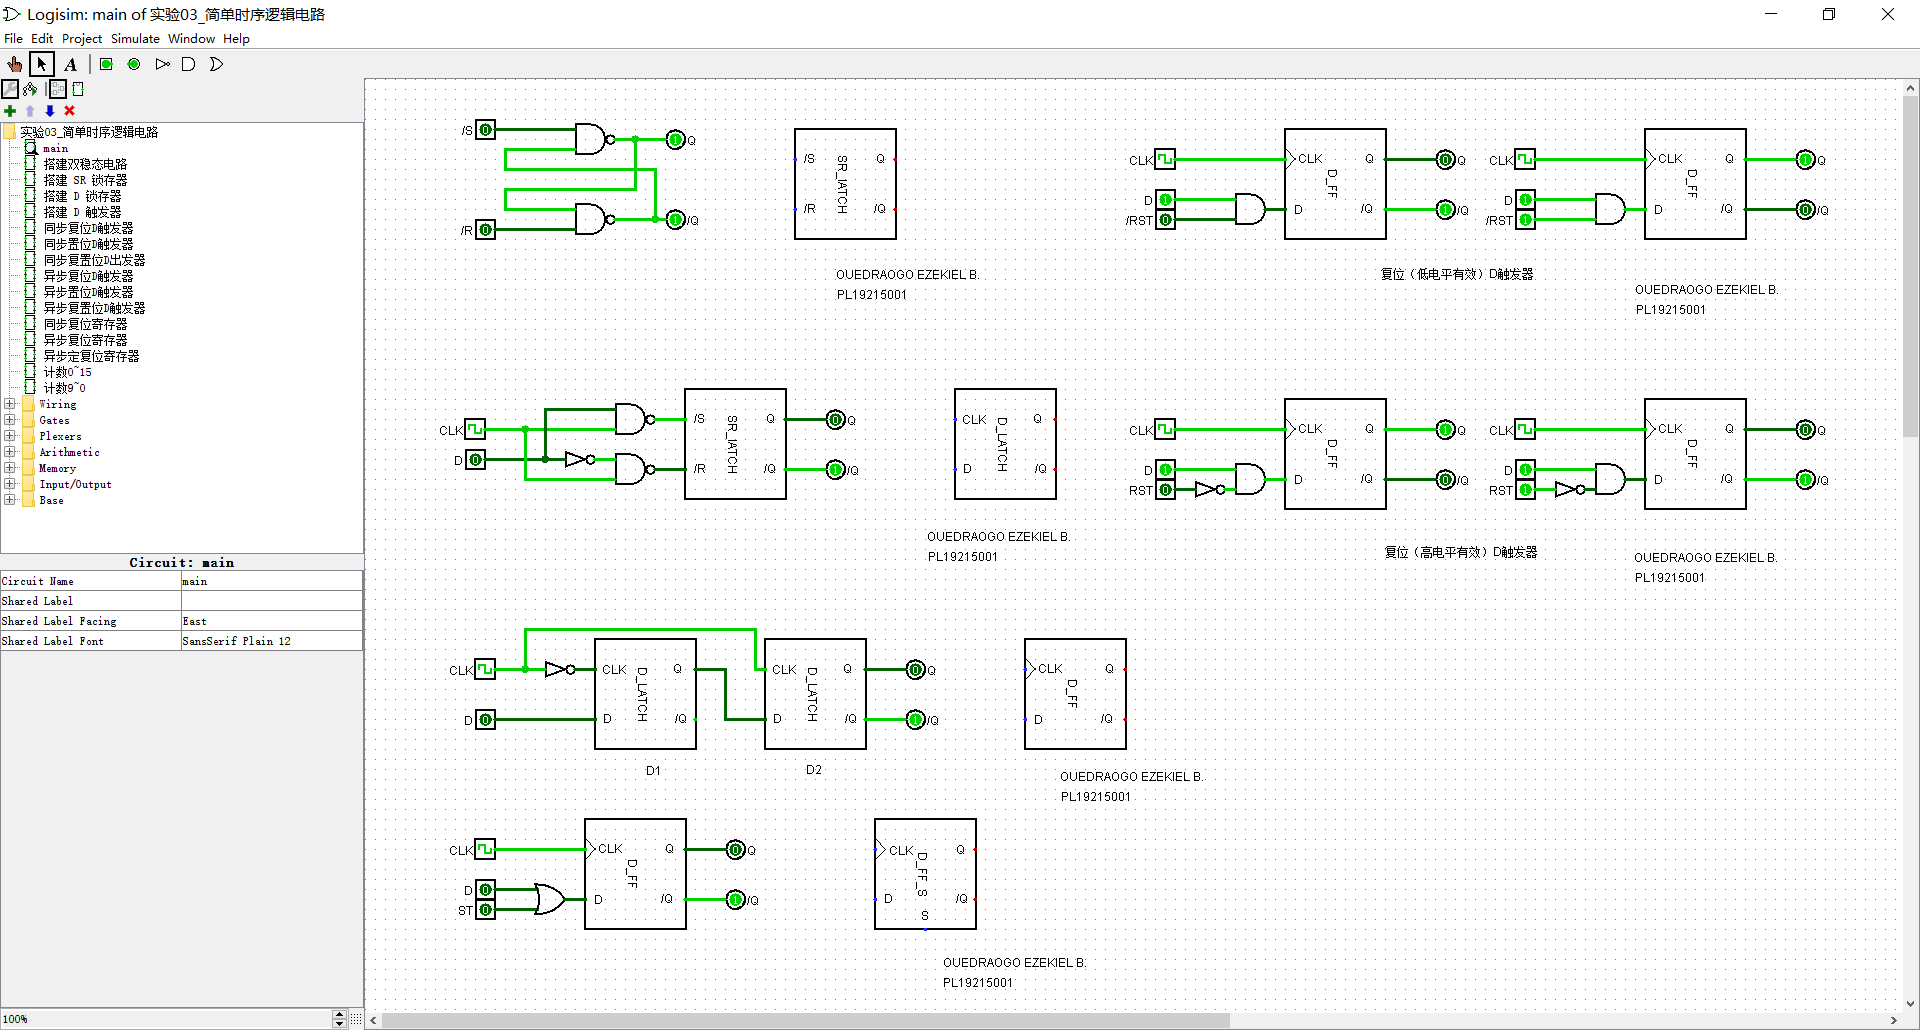 Logisim: main of 实验03_简单时序逻辑电路
File Edit Project Simulate Window Help
A
实验03_简单时序逻辑电路
main
搭建双稳态电路
搭建 SR 锁存器
搭建 D 锁存器
搭建 D 触发器
同步复位D触发器
同步置位D触发器
同步复置位D出发器
异步复位D触发器
异步置位D触发器
异步复置位D触发器
同步复位寄存器
异步复位寄存器
异步定复位寄存器
计数0~15
计数9~0
Wiring
Gates
Plexers
Arithmetic
Memory
Input/Output
Base
Circuit: main
Circuit Name main
Shared Label
Shared Label Facing East
Shared Label Font SansSerif Plain 12
100%
/S 0 1 Q
/R 0 1 /Q
/S Q
SR_lATCH
/R /Q
OUEDRAOGO EZEKIEL B.
PL19215001
CLK CLK Q 0 Q
D 1 D_FF
/RST 0 D /Q 1 /Q
CLK CLK Q 1 Q
D 1 D_FF
/RST 1 D /Q 0 /Q
复位（低电平有效）D触发器
OUEDRAOGO EZEKIEL B.
PL19215001
CLK /S Q 0 Q
SR_lATCH
D 0 /R /Q 1 /Q
CLK Q
D_LATCH
D /Q
OUEDRAOGO EZEKIEL B.
PL19215001
CLK CLK Q 1 Q
D 1 D_FF
RST 0 D /Q 0 /Q
CLK CLK Q 0 Q
D 1 D_FF
RST 1 D /Q 1 /Q
复位（高电平有效）D触发器
OUEDRAOGO EZEKIEL B.
PL19215001
CLK CLK Q CLK Q 0 Q
D_LATCH D_LATCH
D 0 D /Q D /Q 1 /Q
D1 D2
CLK Q
D_FF
D /Q
OUEDRAOGO EZEKIEL B.
PL19215001
CLK CLK Q 0 Q
D 0 D_FF
ST 0 D /Q 1 /Q
CLK Q
D_FF_S
D /Q
S
OUEDRAOGO EZEKIEL B.
PL19215001